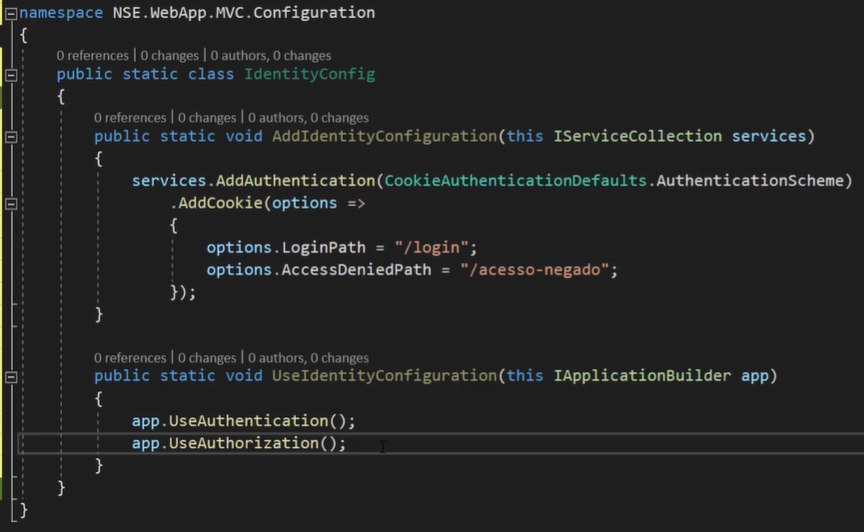 namespace NSE.WebApp.MVC.Configuration
{
0 references | 0 changes | 0 authors, 0 changes
public static class IdentityConfig
{
0 references | 0 changes | 0 authors, 0 changes
public static void AddIdentityConfiguration(this IServiceCollection services)
{
services.AddAuthentication(CookieAuthenticationDefaults.AuthenticationScheme)
.AddCookie(options =>
{
options.LoginPath = "/login";
options.AccessDeniedPath = "/acesso-negado";
});
}
0 references | 0 changes | 0 authors, 0 changes
public static void UseIdentityConfiguration(this IApplicationBuilder app)
{
app.UseAuthentication();
app.UseAuthorization();
}
}
}